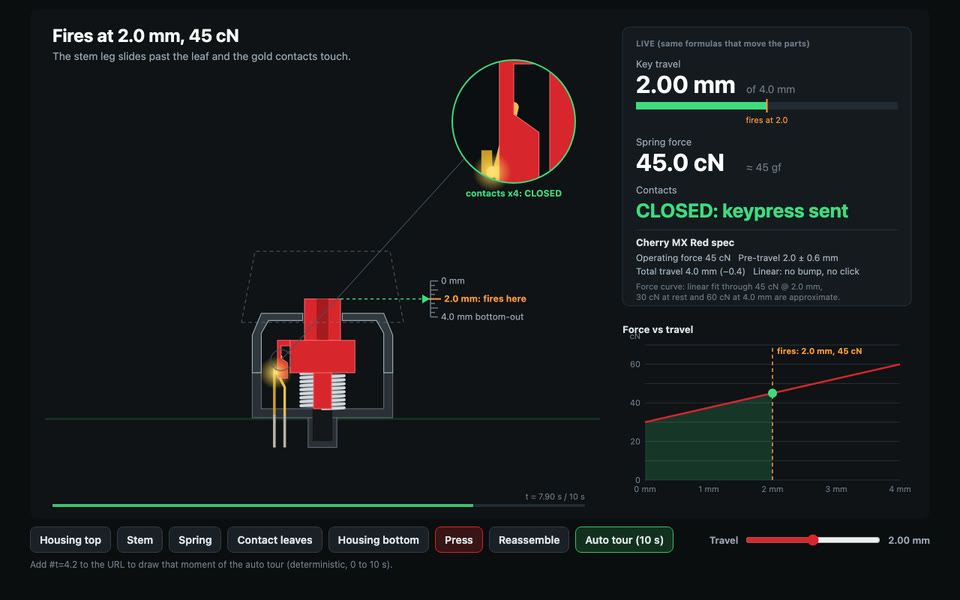 Fires at 2.0 mm, 45 cN
The stem leg slides past the leaf and the gold contacts touch.
contacts x4: CLOSED
0 mm
2.0 mm: fires here
4.0 mm bottom-out
t = 7.90 s / 10 s
LIVE (same formulas that move the parts)
Key travel
2.00 mm of 4.0 mm
fires at 2.0
Spring force
45.0 cN ≈ 45 gf
Contacts
CLOSED: keypress sent
Cherry MX Red spec
Operating force 45 cN Pre-travel 2.0 ± 0.6 mm
Total travel 4.0 mm (−0.4) Linear: no bump, no click
Force curve: linear fit through 45 cN @ 2.0 mm,
30 cN at rest and 60 cN at 4.0 mm are approximate.
Force vs travel
cN
fires: 2.0 mm, 45 cN
60
40
20
0
0 mm 1 mm 2 mm 3 mm 4 mm
Housing top Stem Spring Contact leaves Housing bottom Press Reassemble Auto tour (10 s) Travel 2.00 mm
Add #t=4.2 to the URL to draw that moment of the auto tour (deterministic, 0 to 10 s).